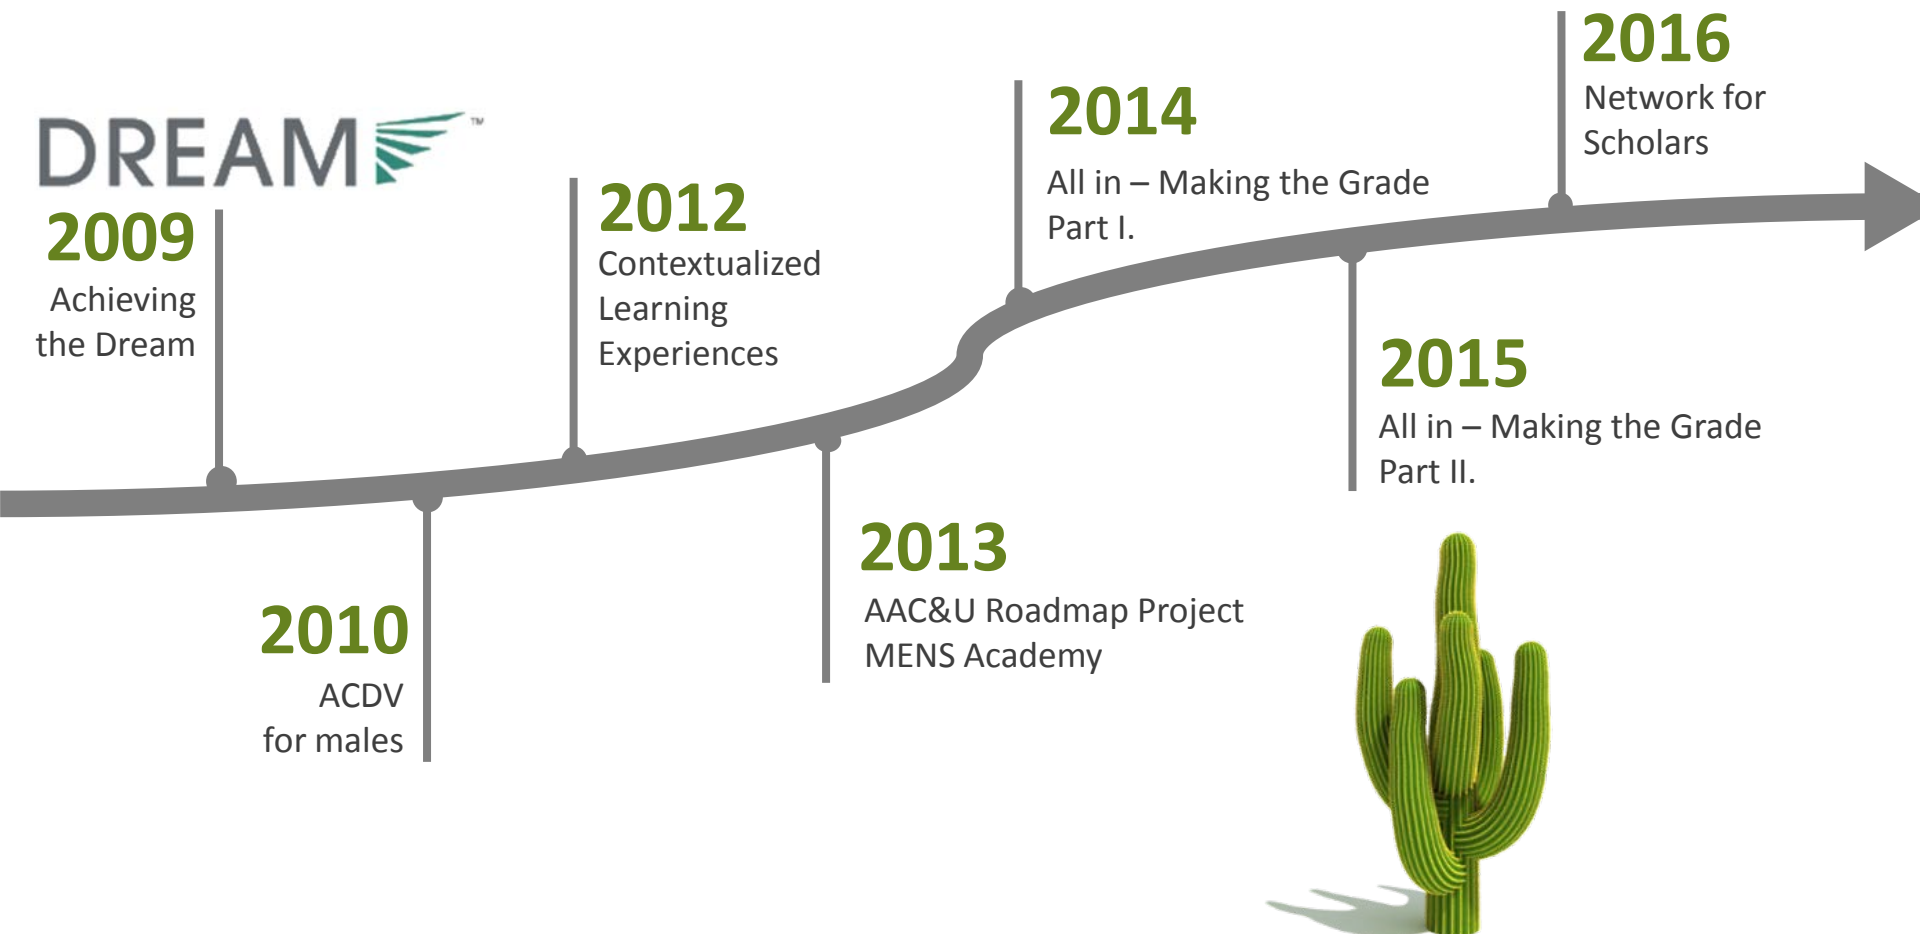 DREAM™
2009
Achieving
the Dream
2010
ACDV
for males
2012
Contextualized
Learning
Experiences
2013
AAC&U Roadmap Project
MENS Academy
2014
All in – Making the Grade
Part I.
2015
All in – Making the Grade
Part II.
2016
Network for
Scholars